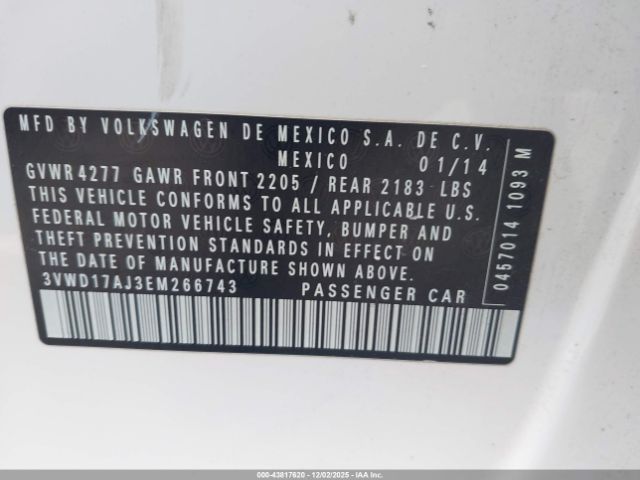 MFD BY VOLKSWAGEN DE MEXICO S.A. DE C.V.
MEXICO 01/14
GVWR 4277 GAWR FRONT 2205 / REAR 2183 LBS
THIS VEHICLE CONFORMS TO ALL APPLICABLE U.S.
FEDERAL MOTOR VEHICLE SAFETY, BUMPER AND
THEFT PREVENTION STANDARDS IN EFFECT ON
THE DATE OF MANUFACTURE SHOWN ABOVE.
3VWD17AJ3EM266743 PASSENGER CAR
0457014 1093 M
000-43817620 - 12/02/2025 - IAAI.com